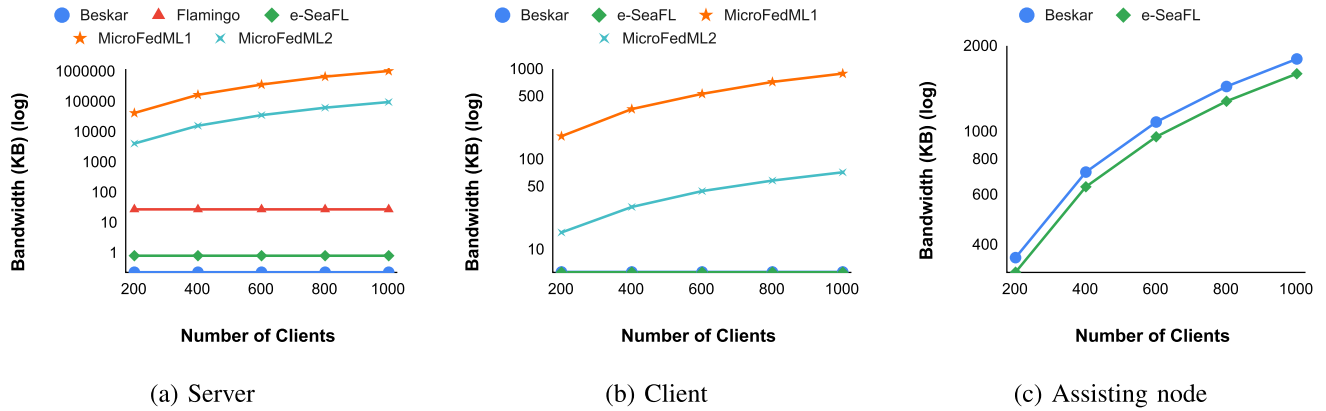 Beskar Flamingo e-SeaFL
MicroFedML1 MicroFedML2
Bandwidth (KB) (log)
1000000
100000
10000
1000
100
10
1
200 400 600 800 1000
Number of Clients
(a) Server
Beskar e-SeaFL MicroFedML1
MicroFedML2
Bandwidth (KB) (log)
1000
500
100
50
10
200 400 600 800 1000
Number of Clients
(b) Client
Beskar e-SeaFL
Bandwidth (KB) (log)
2000
1000
800
600
400
200 400 600 800 1000
Number of Clients
(c) Assisting node